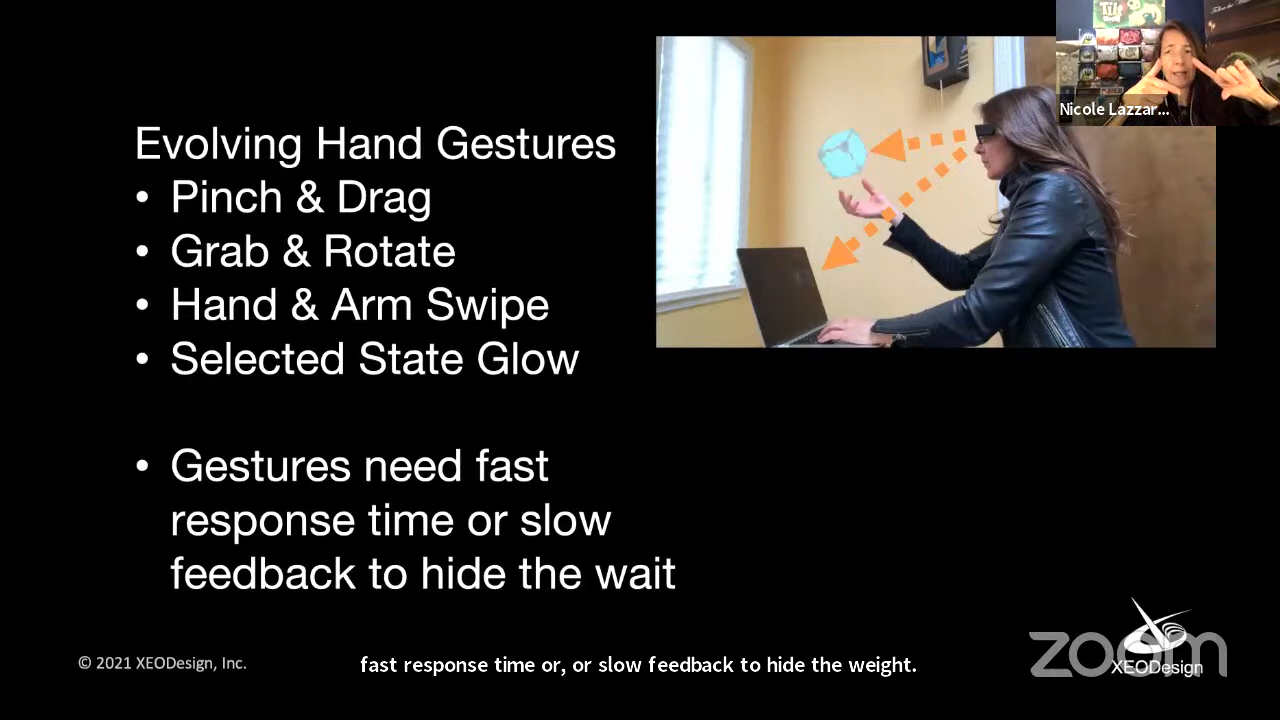 Tilt
Nicole Lazzar...
Evolving Hand Gestures
• Pinch & Drag
• Grab & Rotate
• Hand & Arm Swipe
• Selected State Glow
• Gestures need fast
response time or slow
feedback to hide the wait
© 2021 XEODesign, Inc.
fast response time or, or slow feedback to hide the weight.
zoom
XEODesign